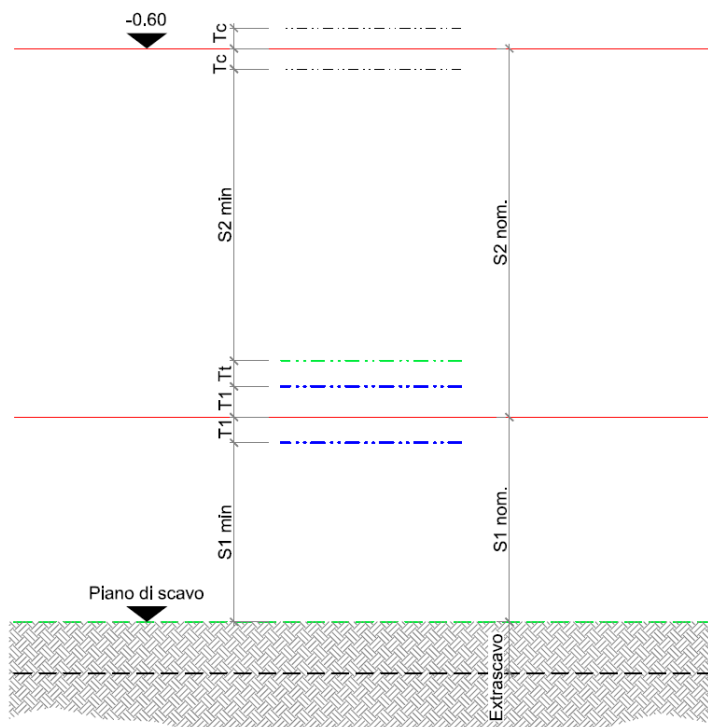 -0.60
Tc
Tc
S2 min
S2 nom.
Tt
T1
T1
S1 min
S1 nom.
Piano di scavo
Extrascavo